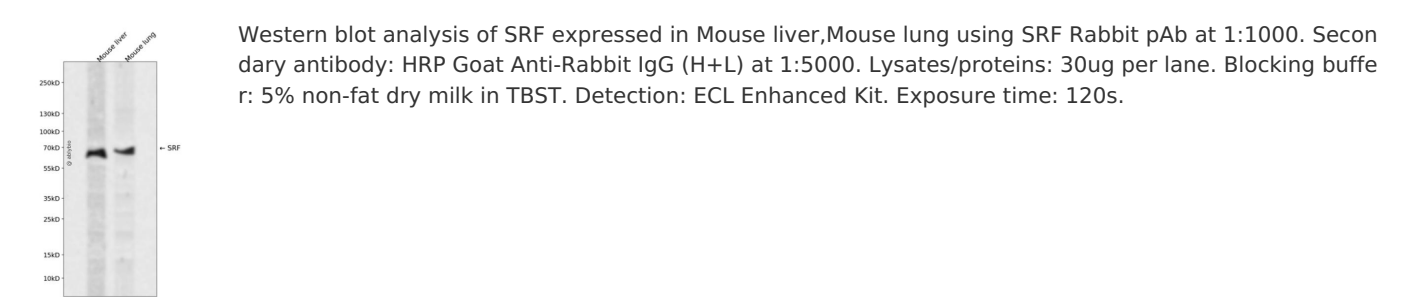 Mouse liver
Mouse lung
Western blot analysis of SRF expressed in Mouse liver,Mouse lung using SRF Rabbit pAb at 1:1000. Secon
dary antibody: HRP Goat Anti-Rabbit IgG (H+L) at 1:5000. Lysates/proteins: 30ug per lane. Blocking buffe
r: 5% non-fat dry milk in TBST. Detection: ECL Enhanced Kit. Exposure time: 120s.
250kD
130kD
100kD
70kD
← SRF
55kD
35kD
25kD
15kD
10kD